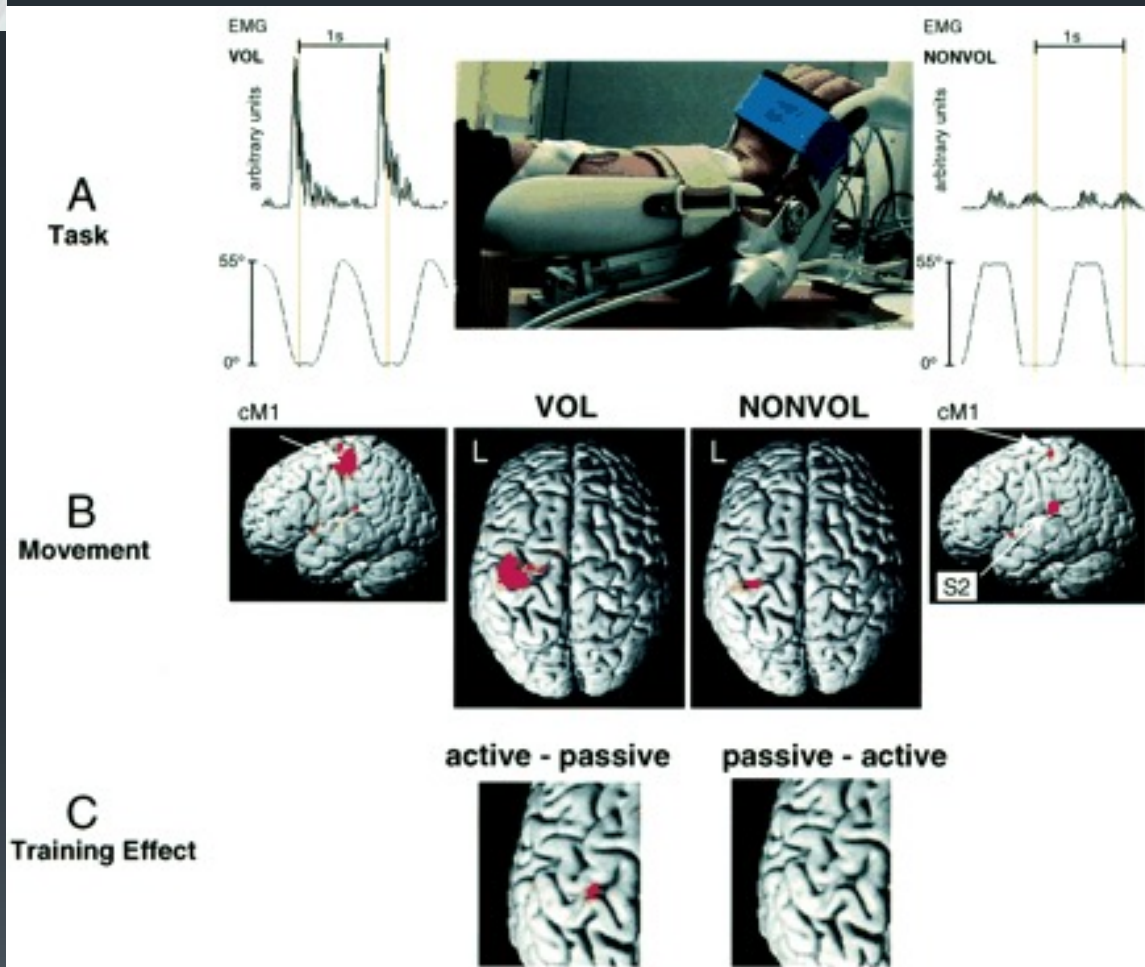 EMG
1s
VOL
arbitrary units
55°
0°
EMG
1s
NONVOL
arbitrary units
55°
0°
A
Task
cM1
VOL
NONVOL
cM1
L
L
S2
B
Movement
active - passive
passive - active
C
Training Effect